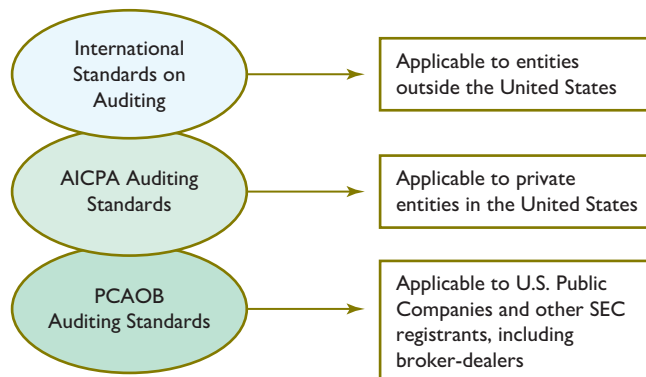 International
Standards on
Auditing
Applicable to entities
outside the United States
AICPA Auditing
Standards
Applicable to private
entities in the United States
PCAOB
Auditing Standards
Applicable to U.S. Public
Companies and other SEC
registrants, including
broker-dealers